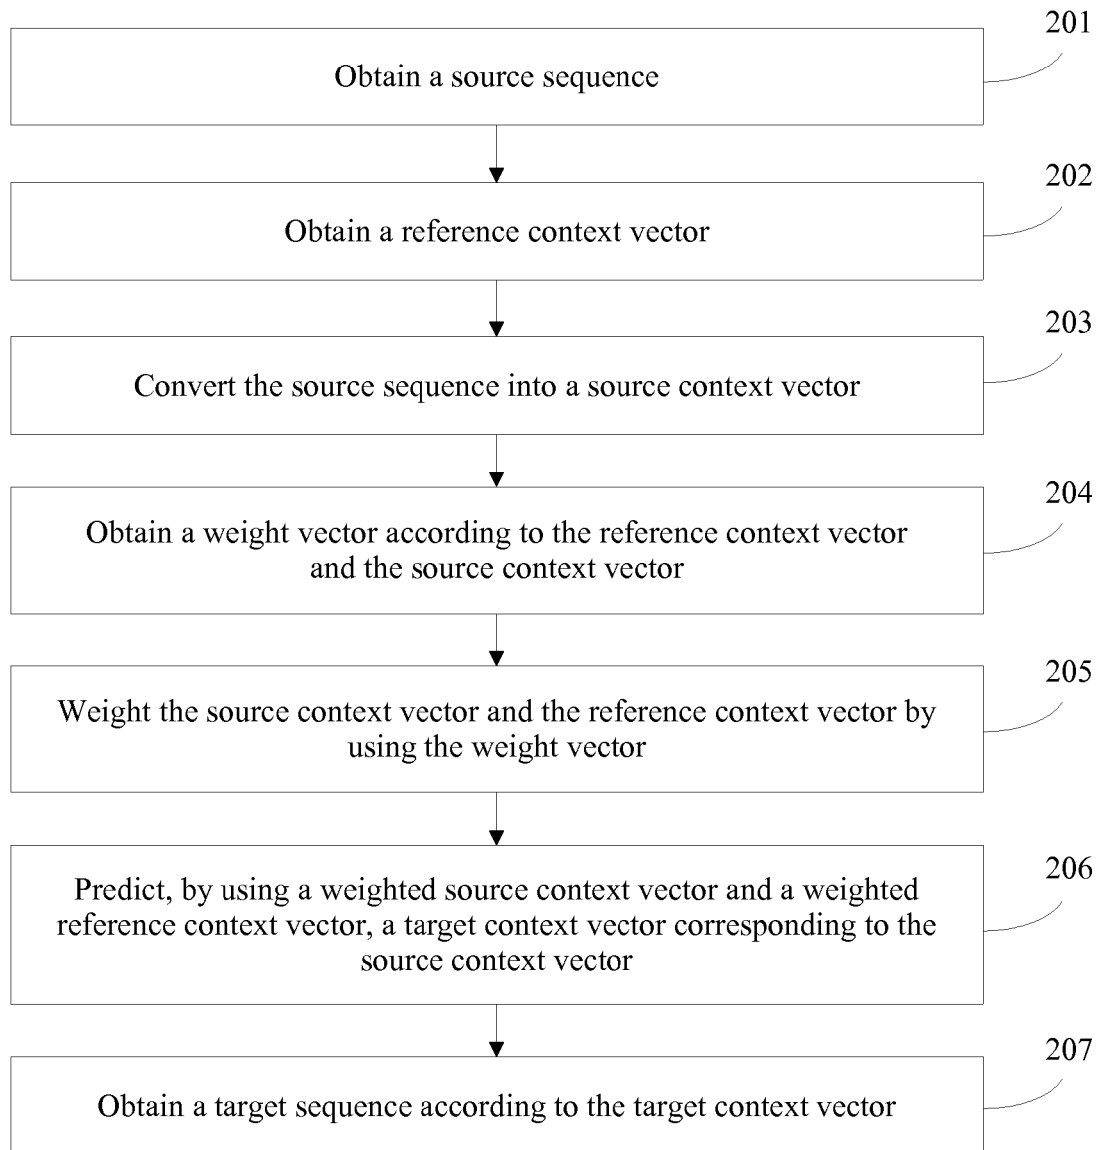 201
Obtain a source sequence
202
Obtain a reference context vector
203
Convert the source sequence into a source context vector
204
Obtain a weight vector according to the reference context vector
and the source context vector
205
Weight the source context vector and the reference context vector by
using the weight vector
206
Predict, by using a weighted source context vector and a weighted
reference context vector, a target context vector corresponding to the
source context vector
207
Obtain a target sequence according to the target context vector